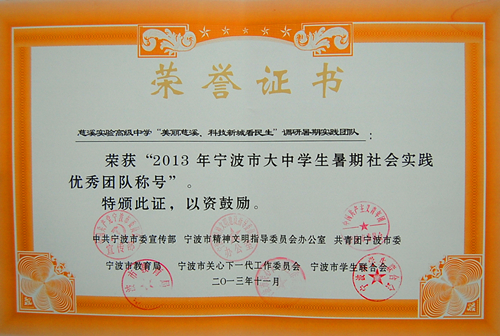 荣誉证书
慈溪实验高级中学“美丽慈溪、科技新城看民生”调研暑期实践团队：
荣获“2013年宁波市大中学生暑期社会实践
优秀团队称号”。
特颁此证，以资鼓励。
中共宁波市委宣传部 宁波市精神文明指导委员会办公室 共青团宁波市委
宁波市教育局 宁波市关心下一代工作委员会 宁波市学生联合会
二〇一三年十一月